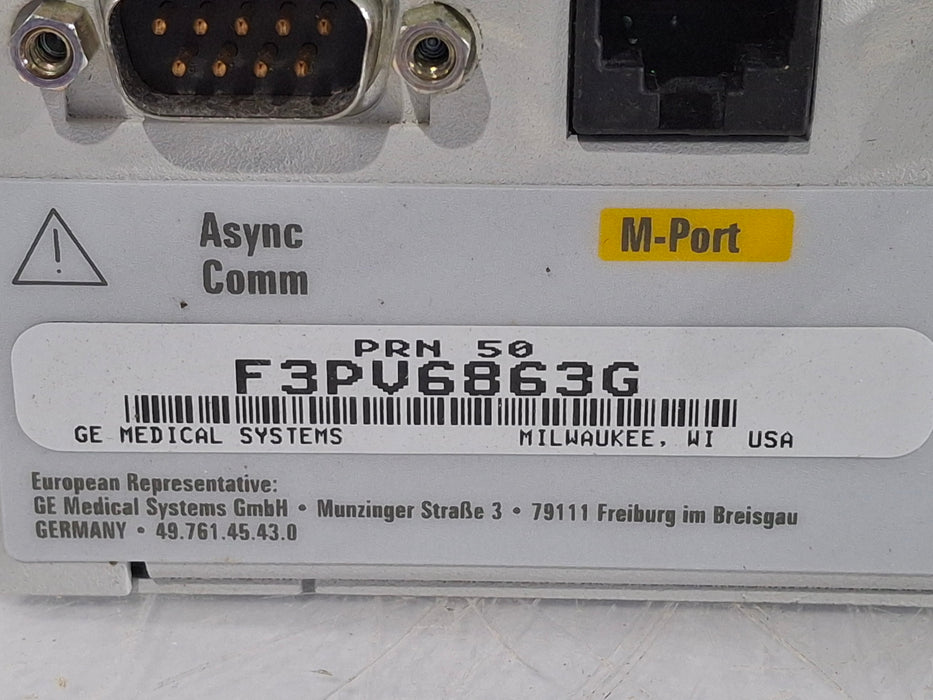 Async
Comm
M-Port
PRN 50
F3PV6863G
GE MEDICAL SYSTEMS MILWAUKEE, WI USA
European Representative:
GE Medical Systems GmbH • Munzinger Straße 3 • 79111 Freiburg im Breisgau
GERMANY • 49.761.45.43.0